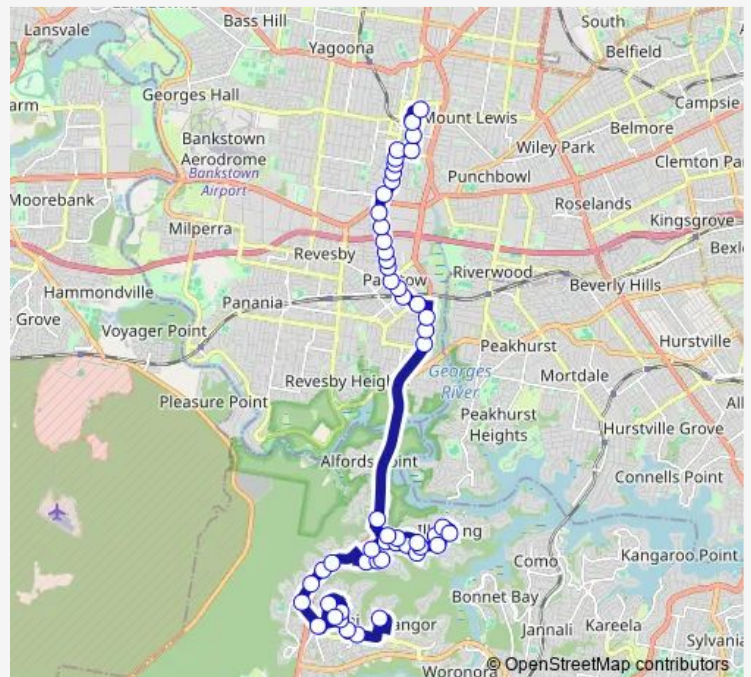 Lansvale
Bass Hill
South
Yagoona
Belfield
Georges Hall
arm
Campsie
Mount Lewis
Bankstown
Aerodrome
Belmore
Wiley Park
Bankstown
Airport
Clemton Pa
Punchbowl
Moorebank
Roselands
Kingsgrove
Milperra
Revesby
Bexl
Riverwood
Hammondville
Beverly Hills
Panania
Grove
Voyager Point
Hurstville
Peakhurst
Revesby Heig
Georges
River
Mortdale
Pleasure Point
All
Peakhurst
Heights
Hurstville Grove
Alfords Point
Connells Point
Como
Kangaroo Point
Bonnet Bay
angor
Jannali
Kareela
Sylvania
Woronora
© OpenStreetMap contributors